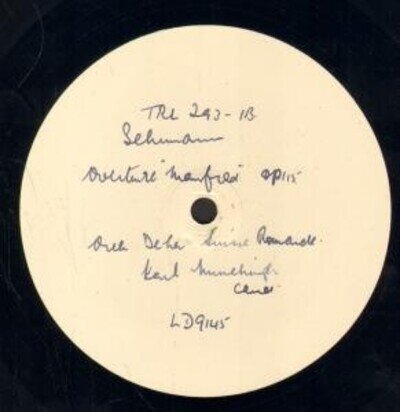 TRL 293-1B
Schumann
Overture "Manfred" op 115
Orch De la Suisse Romande.
Karl Munchinger
Cond
LD9145